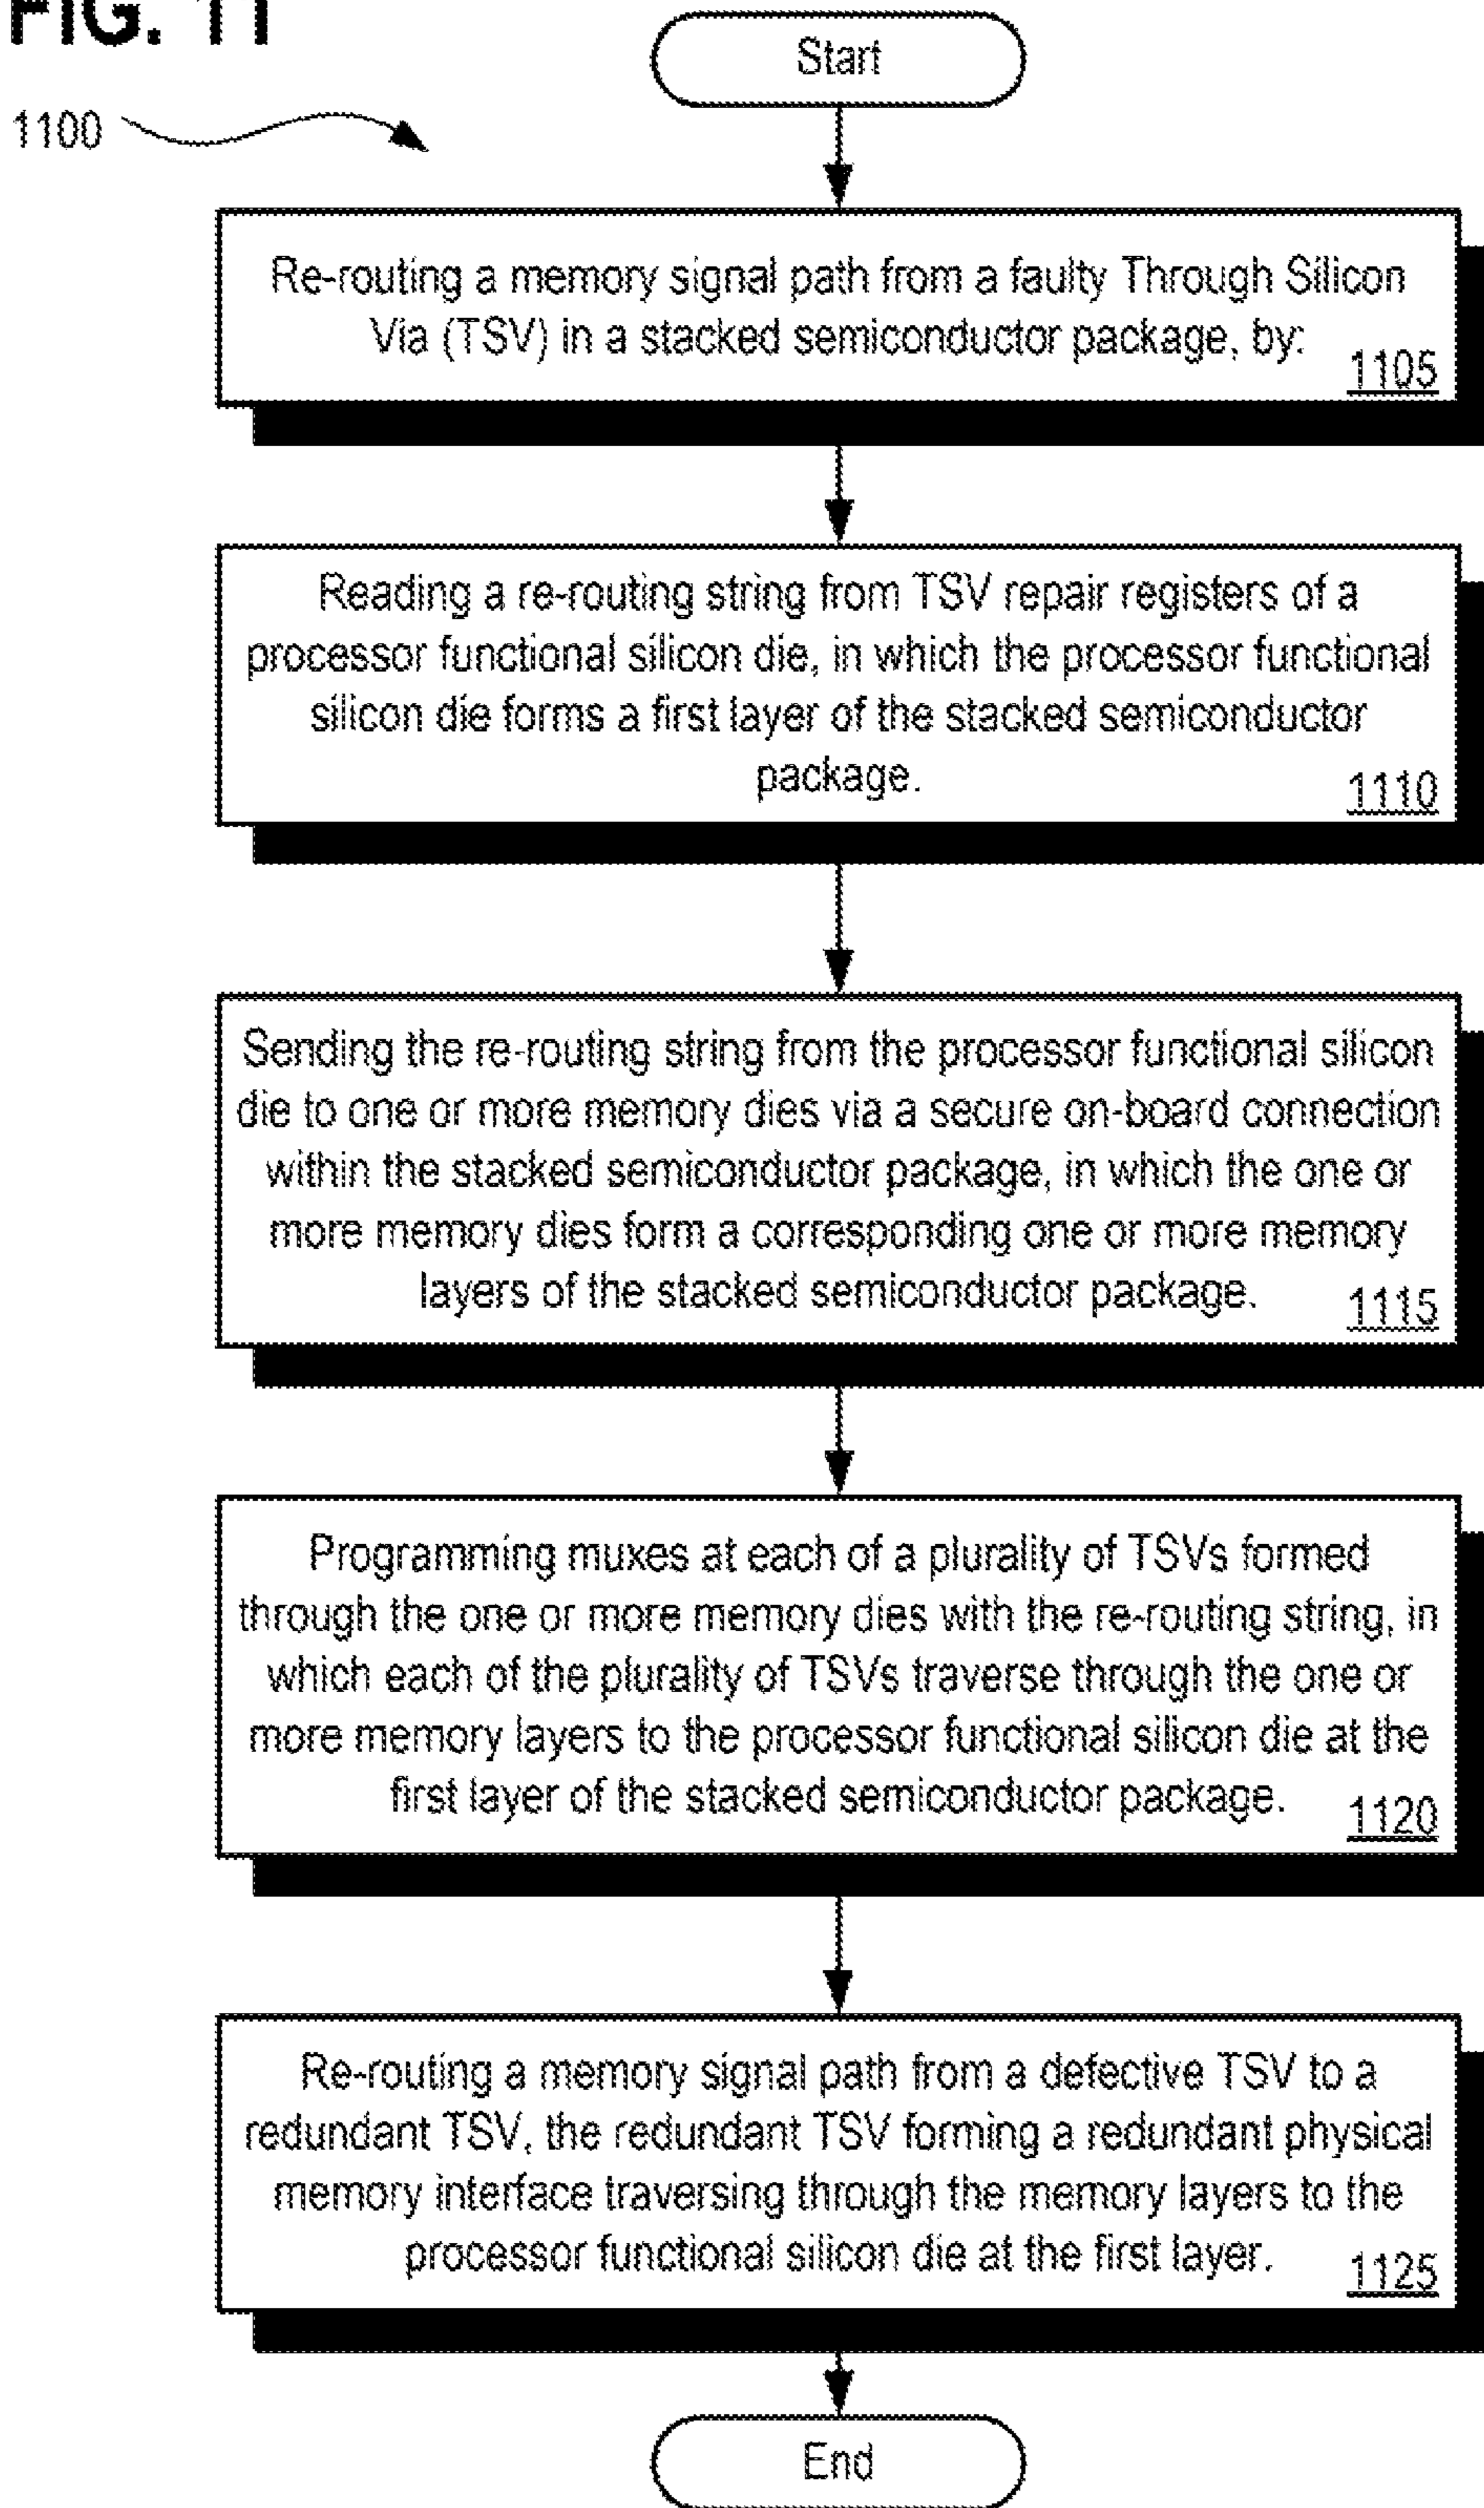 FIG. 11
1100
Start
Re-routing a memory signal path from a faulty Through Silicon
Via (TSV) in a stacked semiconductor package, by:
1105
Reading a re-routing string from TSV repair registers of a
processor functional silicon die, in which the processor functional
silicon die forms a first layer of the stacked semiconductor
package.
1110
Sending the re-routing string from the processor functional silicon
die to one or more memory dies via a secure on-board connection
within the stacked semiconductor package, in which the one or
more memory dies form a corresponding one or more memory
layers of the stacked semiconductor package.
1115
Programming muxes at each of a plurality of TSVs formed
through the one or more memory dies with the re-routing string, in
which each of the plurality of TSVs traverse through the one or
more memory layers to the processor functional silicon die at the
first layer of the stacked semiconductor package.
1120
Re-routing a memory signal path from a defective TSV to a
redundant TSV, the redundant TSV forming a redundant physical
memory interface traversing through the memory layers to the
processor functional silicon die at the first layer.
1125
End